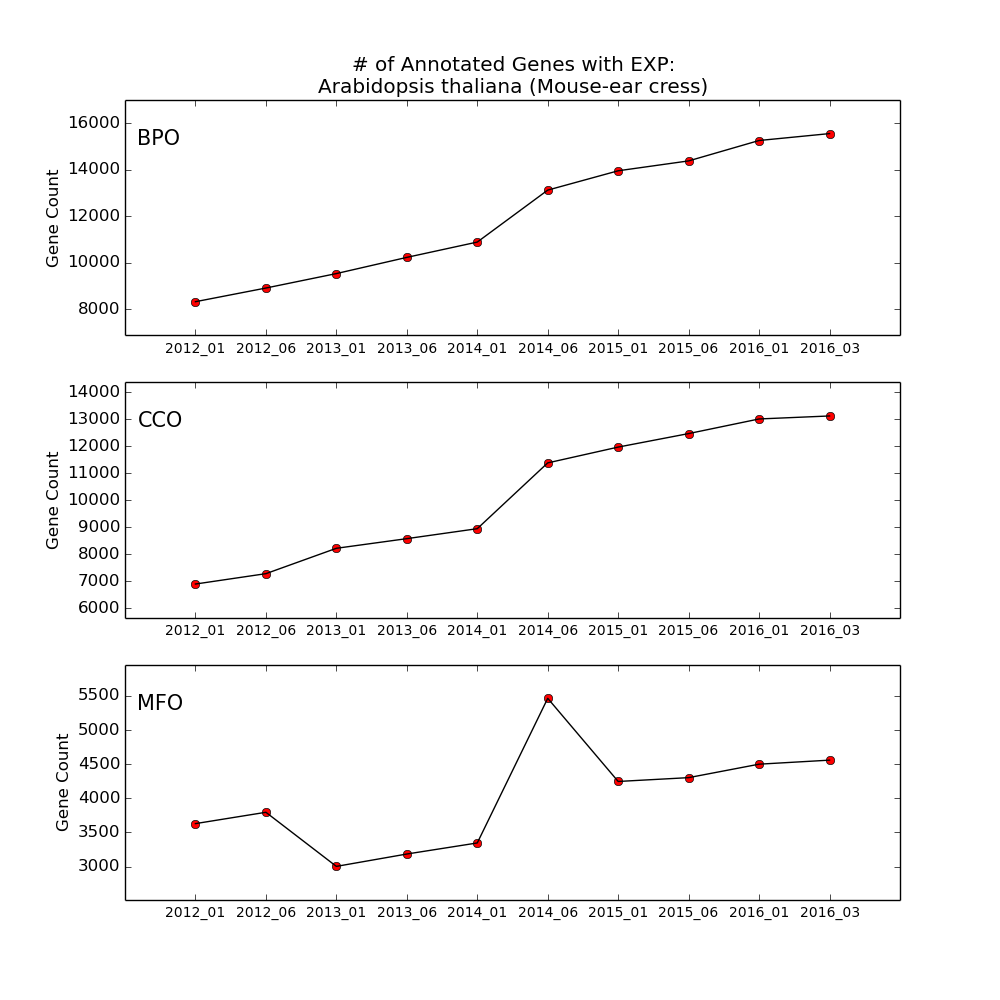 # of Annotated Genes with EXP:
Arabidopsis thaliana (Mouse-ear cress)
16000
14000
12000
10000
8000
Gene Count
BPO
2012_01 2012_06 2013_01 2013_06 2014_01 2014_06 2015_01 2015_06 2016_01 2016_03
14000
13000
12000
11000
10000
9000
8000
7000
6000
Gene Count
CCO
2012_01 2012_06 2013_01 2013_06 2014_01 2014_06 2015_01 2015_06 2016_01 2016_03
5500
5000
4500
4000
3500
3000
Gene Count
MFO
2012_01 2012_06 2013_01 2013_06 2014_01 2014_06 2015_01 2015_06 2016_01 2016_03